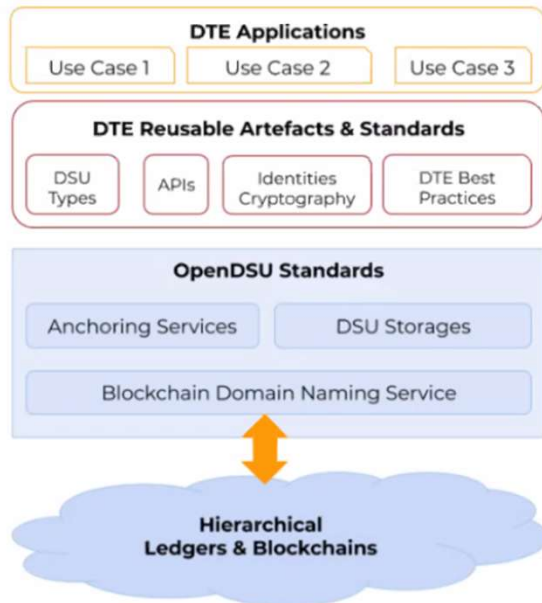 DTE Applications
Use Case 1
Use Case 2
Use Case 3
DTE Reusable Artefacts & Standards
DSU
Types
APIs
Identities
Cryptography
DTE Best
Practices
OpenDSU Standards
Anchoring Services
DSU Storages
Blockchain Domain Naming Service
Hierarchical
Ledgers & Blockchains